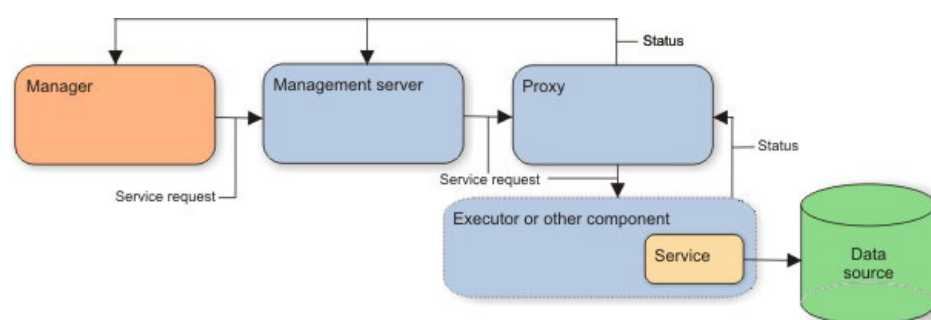 Status
Manager
Management server
Proxy
Status
Service request
Service request
Executor or other component
Service
Data
source